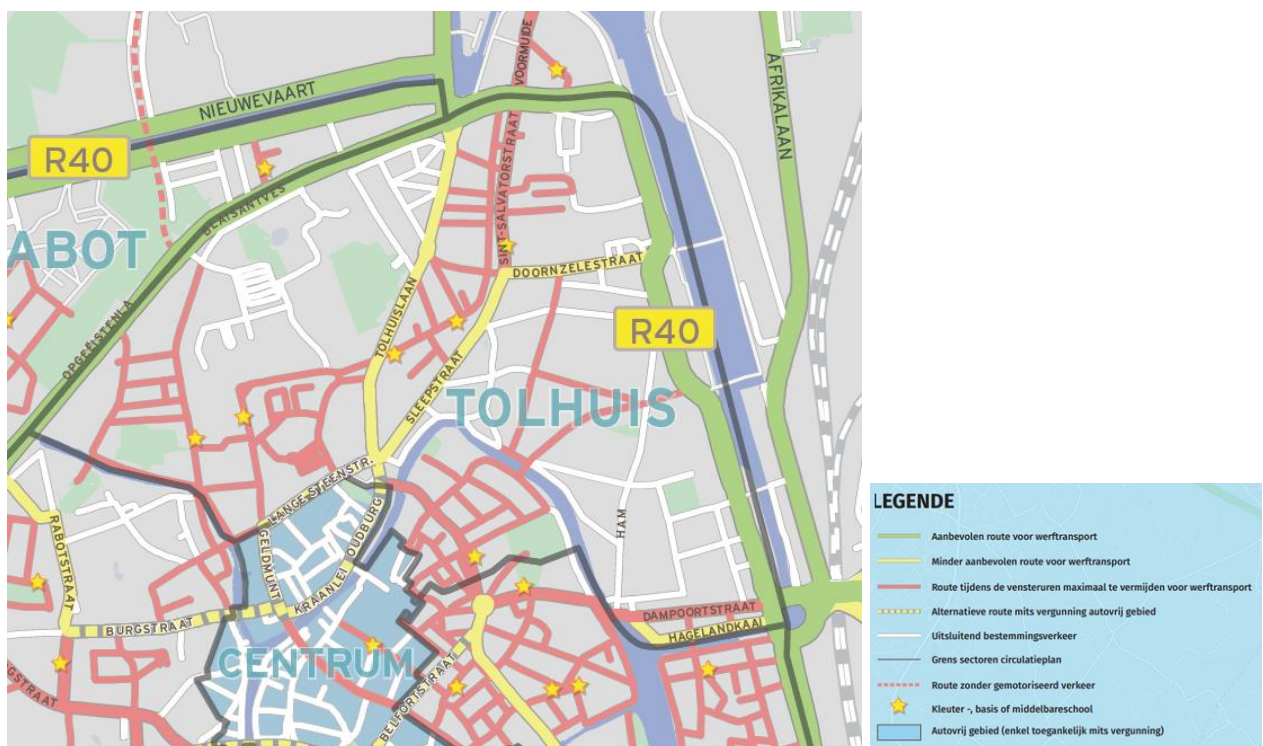 NIEUWEVAART
R40
BLAISANTVES
ABOT
OPGEEISTENLA
VOORMUIDE
SINT-SALVATORSTRAAT
AFRIKALAAN
DOORNZELESTRAAT
R40
TOLHUISLAAN
SLEEPSTRAAT
TOLHUIS
LANGE STEENSTR.
GELDMUNT
OUDBURG
KRAANLEI
HAM
RABOTSTRAAT
BURGSTRAAT
DAMPOORTSTRAAT
HAGELANDKAAI
CENTRUM
NGSTRAAT
BELFORTSTRAAT
LEGENDE
Aanbevolen route voor werftransport
Minder aanbevolen route voor werftransport
Route tijdens de vensteruren maximaal te vermijden voor werftransport
Alternatieve route mits vergunning autovrij gebied
Uitsluitend bestemmingsverkeer
Grens sectoren circulatieplan
Route zonder gemotoriseerd verkeer
Kleuter -, basis of middelbareschool
Autovrij gebied (enkel toegankelijk mits vergunning)